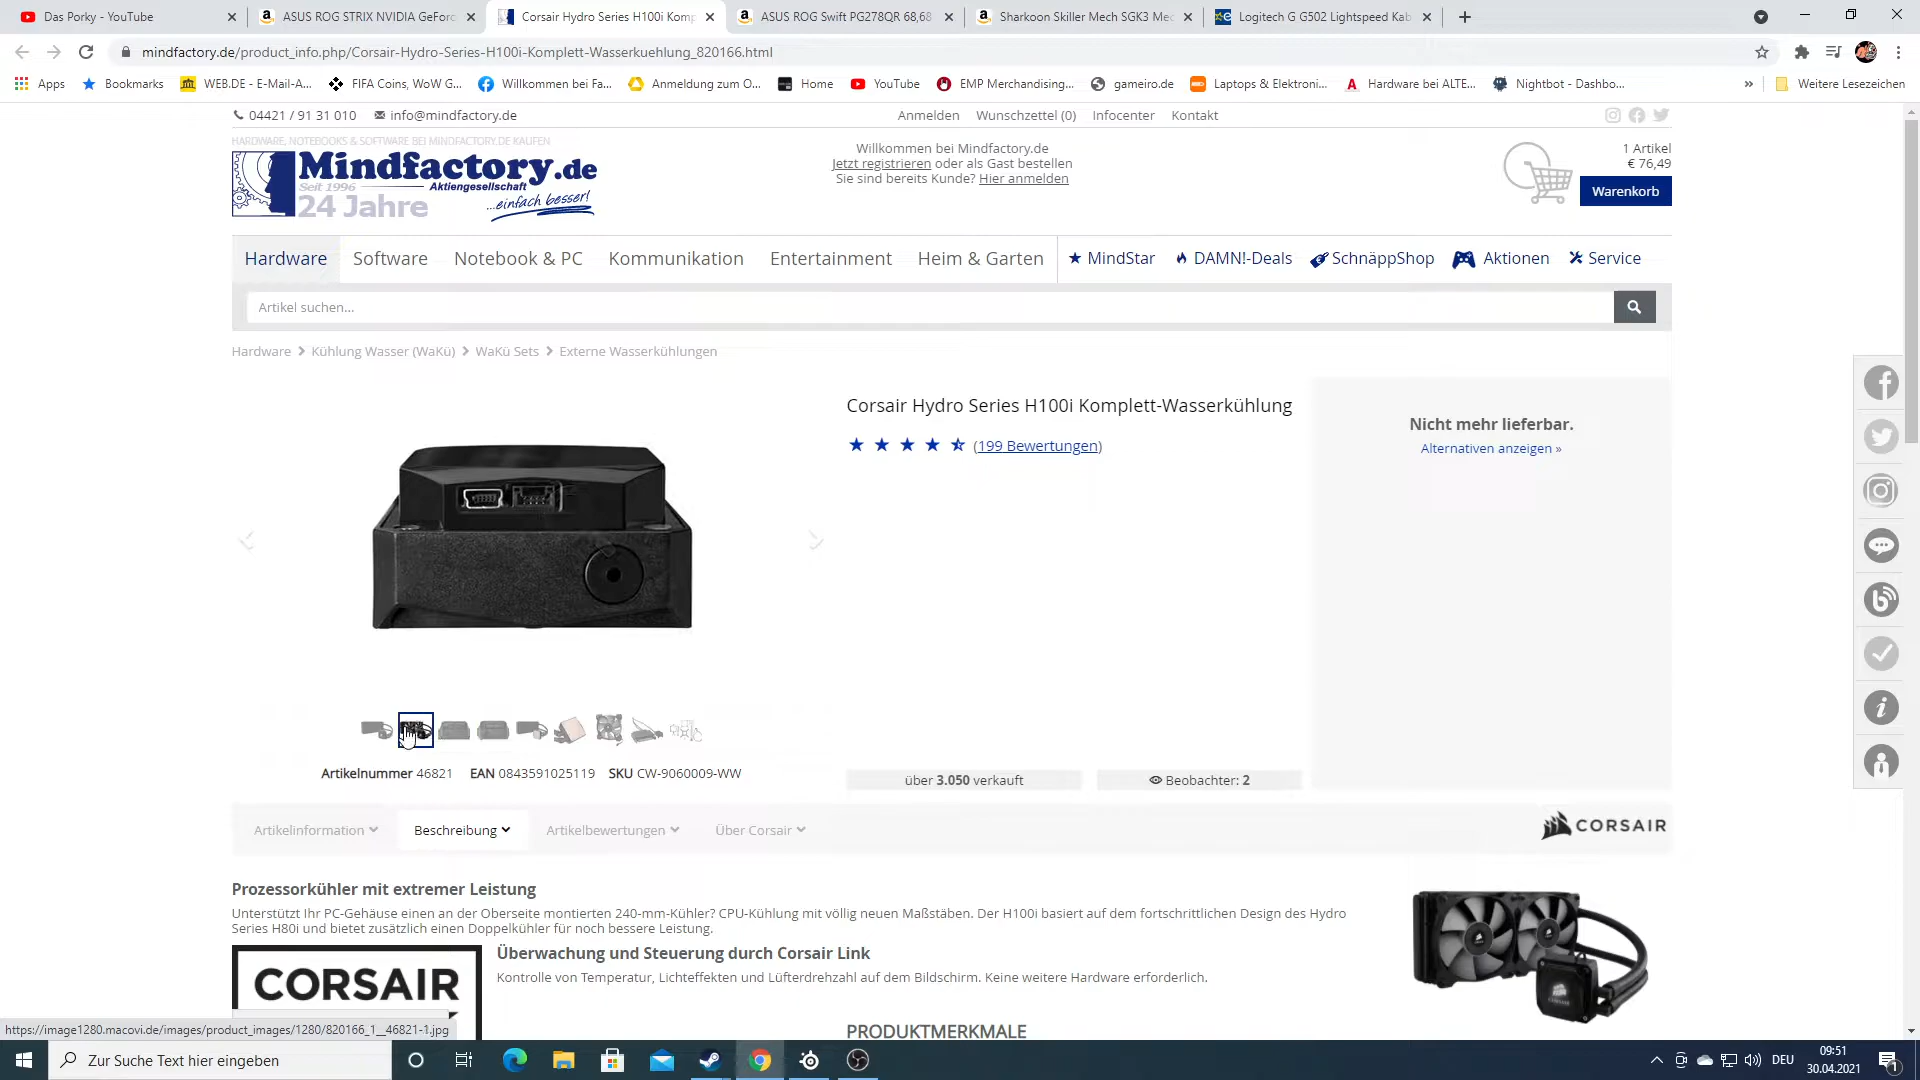 Das Porky - YouTube
ASUS ROG STRIX NVIDIA GeForc
Corsair Hydro Series H100i Komp
ASUS ROG Swift PG278QR 68,68
Sharkoon Skiller Mech SGK3 Mec
Logitech G G502 Lightspeed Kab
mindfactory.de/product_info.php/Corsair-Hydro-Series-H100i-Komplett-Wasserkuehlung_820166.html
Apps
Bookmarks
WEB.DE - E-Mail-A...
FIFA Coins, WoW G...
Willkommen bei Fa...
Anmeldung zum O...
Home
YouTube
EMP Merchandising...
gameiro.de
Laptops & Elektroni...
Hardware bei ALTE...
Nightbot - Dashbo...
»
Weitere Lesezeichen
04421 / 91 31 010
info@mindfactory.de
Anmelden
Wunschzettel (0)
Infocenter
Kontakt
HARDWARE, NOTEBOOKS & SOFTWARE BEI MINDFACTORY.DE KAUFEN
Mindfactory.de
Seit 1996
Aktiengesellschaft
24 Jahre
...einfach besser!
Willkommen bei Mindfactory.de
Jetzt registrieren oder als Gast bestellen
Sie sind bereits Kunde? Hier anmelden
1 Artikel
€ 76,49
Warenkorb
Hardware
Software
Notebook & PC
Kommunikation
Entertainment
Heim & Garten
MindStar
DAMN!-Deals
SchnäppShop
Aktionen
Service
Artikel suchen...
Hardware
Kühlung Wasser (WaKü)
WaKü Sets
Externe Wasserkühlungen
Corsair Hydro Series H100i Komplett-Wasserkühlung
(199 Bewertungen)
Nicht mehr lieferbar.
Alternativen anzeigen »
Artikelnummer 46821
EAN 0843591025119
SKU CW-9060009-WW
über 3.050 verkauft
Beobachter: 2
Artikelinformation
Beschreibung
Artikelbewertungen
Über Corsair
CORSAIR
Prozessorkühler mit extremer Leistung
Unterstützt Ihr PC-Gehäuse einen an der Oberseite montierten 240-mm-Kühler? CPU-Kühlung mit völlig neuen Maßstäben. Der H100i basiert auf dem fortschrittlichen Design des Hydro
Series H80i und bietet zusätzlich einen Doppelkühler für noch bessere Leistung.
CORSAIR
Überwachung und Steuerung durch Corsair Link
Kontrolle von Temperatur, Lichteffekten und Lüfterdrehzahl auf dem Bildschirm. Keine weitere Hardware erforderlich.
PRODUKTMERKMALE
https://image1280.macovi.de/images/product_images/1280/820166_1__46821-1.jpg
Zur Suche Text hier eingeben
DEU
09:51
30.04.2021
1